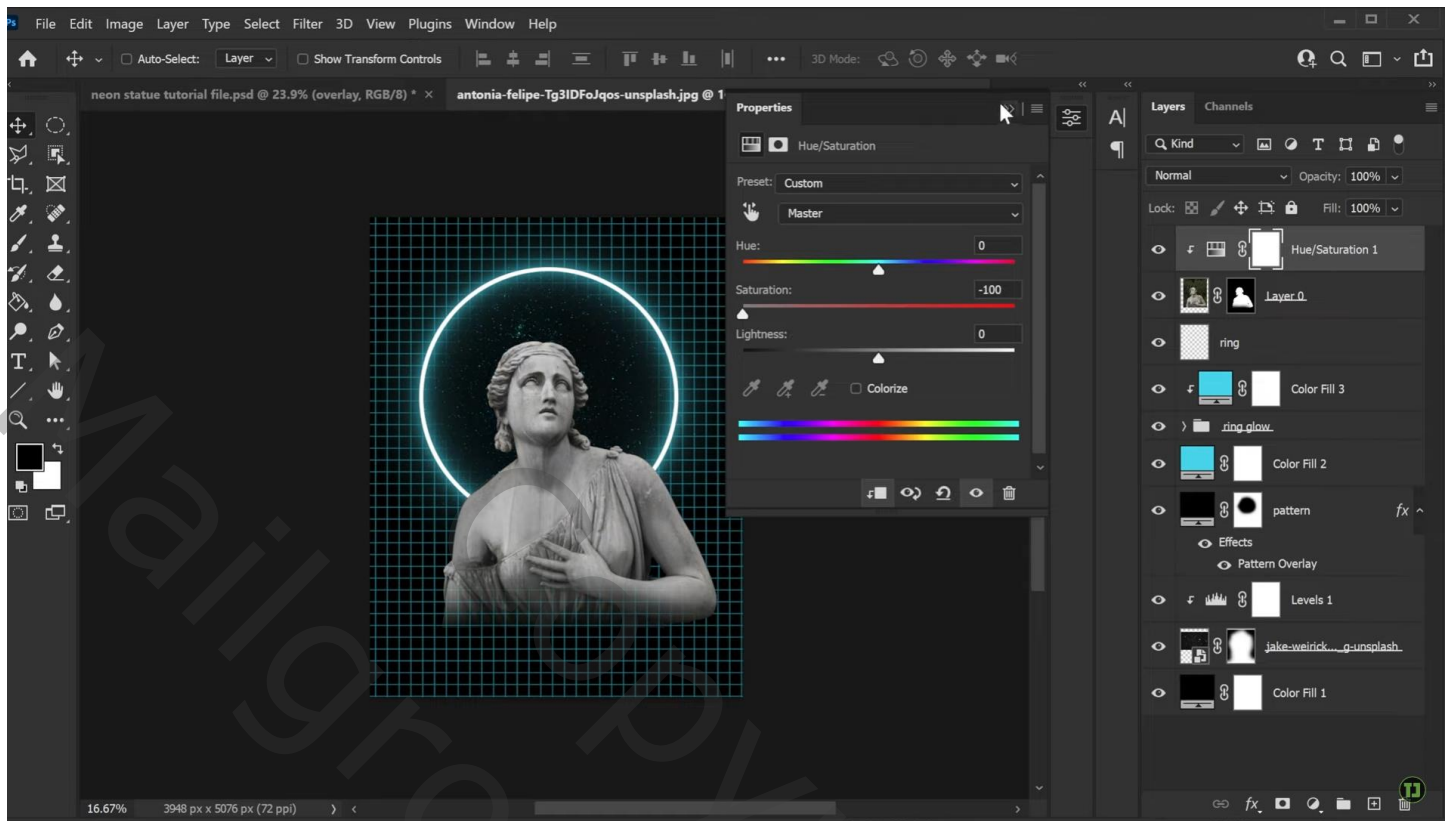 Ps File Edit Image Layer Type Select Filter 3D View Plugins Window Help
Auto-Select: Layer Show Transform Controls 3D Mode:
neon statue tutorial file.psd @ 23.9% (overlay, RGB/8) * × antonia-felipe-Tg3IDFoJqos-unsplash.jpg @ 1
Properties
Hue/Saturation
Preset: Custom
Master
Hue: 0
Saturation: -100
Lightness: 0
Colorize
A|
¶
Layers Channels
Kind
Normal Opacity: 100%
Lock: Fill: 100%
Hue/Saturation 1
Layer 0
ring
Color Fill 3
ring glow
Color Fill 2
pattern fx
Effects
Pattern Overlay
Levels 1
jake-weirick..._g-unsplash
Color Fill 1
fx
16.67% 3948 px x 5076 px (72 ppi)
TJ